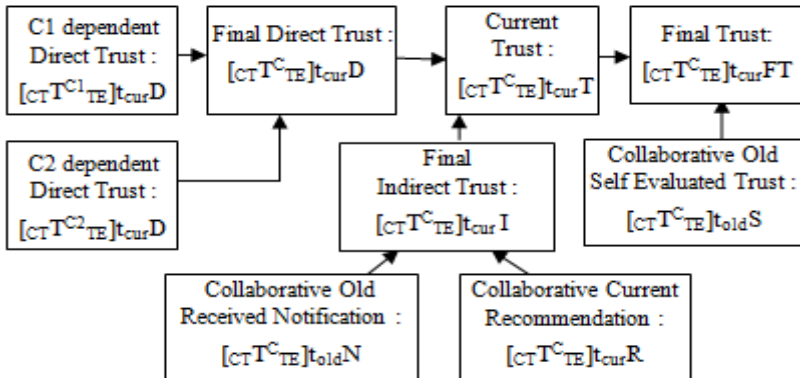 C1 dependent
Direct Trust :
[CTTC1TE]tcurD
Final Direct Trust :
[CTTCTE]tcurD
Current
Trust :
[CTTCTE]tcurT
Final Trust:
[CTTCTE]tcurFT
C2 dependent
Direct Trust :
[CTTC2TE]tcurD
Final
Indirect Trust :
[CTTCTE]tcur I
Collaborative Old
Self Evaluated Trust :
[CTTCTE]toldS
Collaborative Old
Received Notification :
[CTTCTE]toldN
Collaborative Current
Recommendation :
[CTTCTE]tcurR